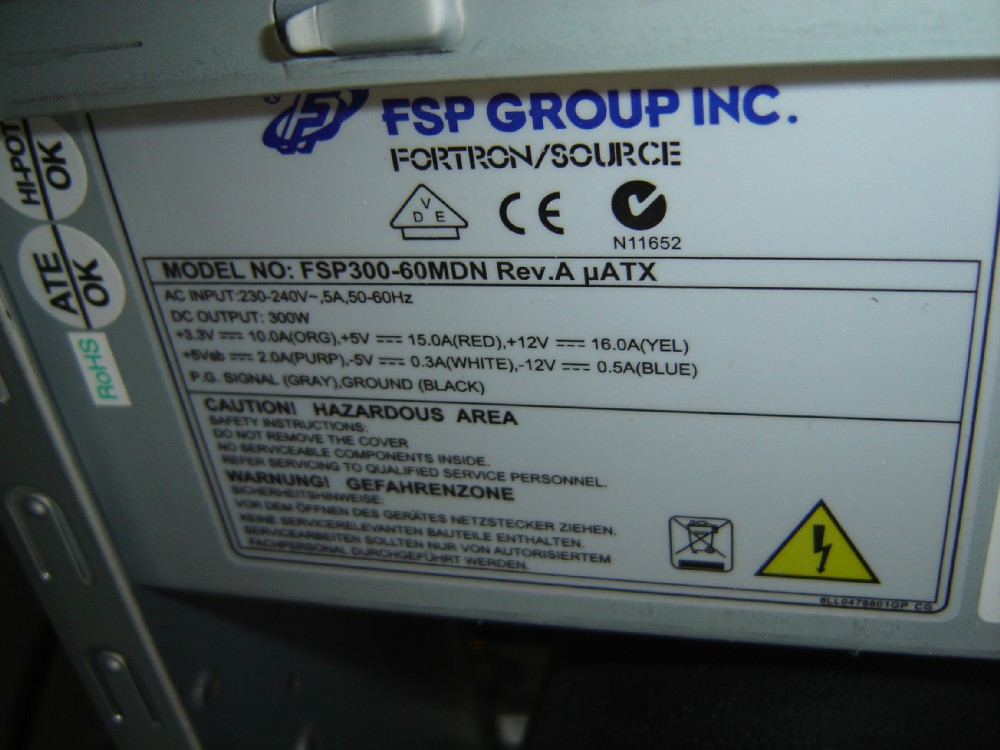 FSP GROUP INC.
FORTRON/SOURCE
HI-POT
OK
VDE
CE
N11652
ATE
OK
RoHS
MODEL NO: FSP300-60MDN Rev.A µATX
AC INPUT:230-240V~,5A,50-60Hz
DC OUTPUT: 300W
+3.3V ⎓ 10.0A(ORG),+5V ⎓ 15.0A(RED),+12V ⎓ 16.0A(YEL)
+5Vsb ⎓ 2.0A(PURP),-5V ⎓ 0.3A(WHITE),-12V ⎓ 0.5A(BLUE)
P.G. SIGNAL (GRAY),GROUND (BLACK)
CAUTION! HAZARDOUS AREA
SAFETY INSTRUCTIONS:
DO NOT REMOVE THE COVER
NO SERVICEABLE COMPONENTS INSIDE.
REFER SERVICING TO QUALIFIED SERVICE PERSONNEL.
WARNUNG! GEFAHRENZONE
SICHERHEITSHINWEISE:
VOR DEM ÖFFNEN DES GERÄTES NETZSTECKER ZIEHEN.
KEINE SERVICERELEVANTEN BAUTEILE ENTHALTEN.
SERVICEARBEITEN SOLLTEN NUR VON AUTORISIERTEM
FACHPERSONAL DURCHGEFÜHRT WERDEN.